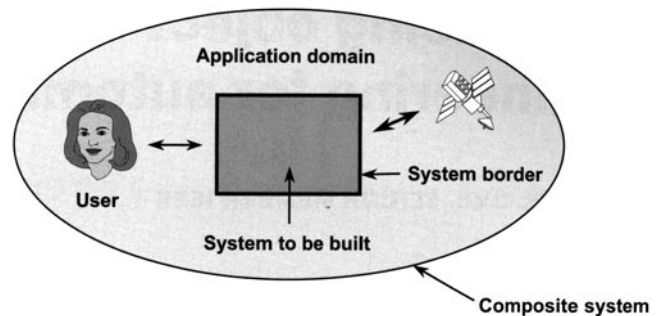 Application domain
User
System border
System to be built
Composite system